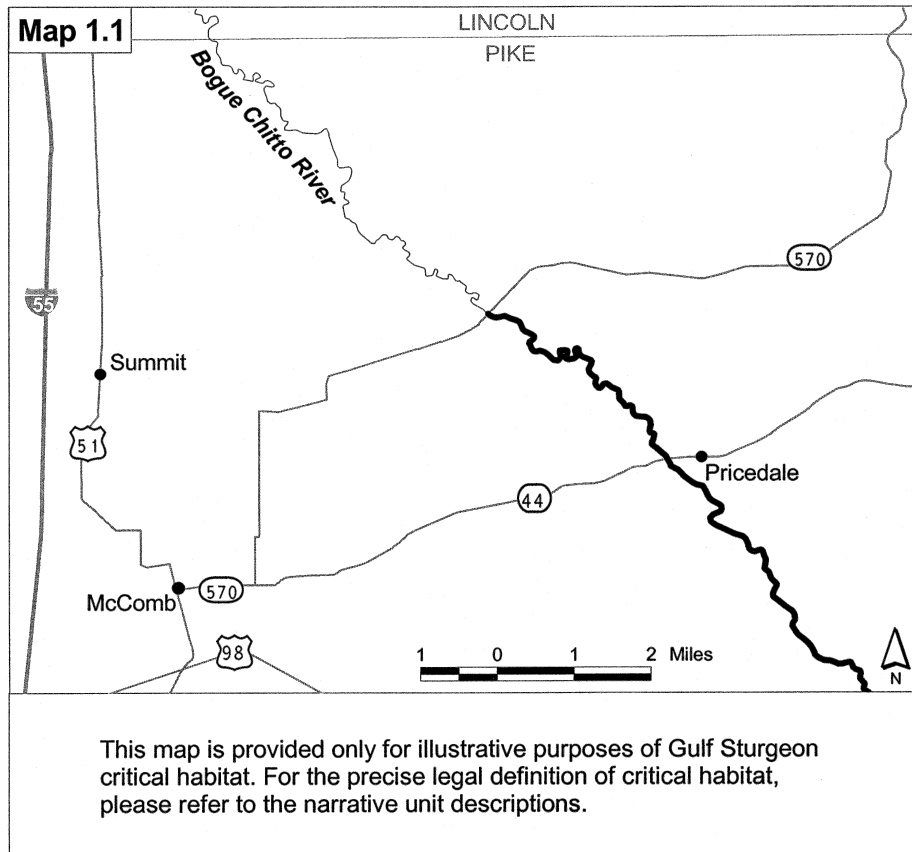 Map 1.1
LINCOLN
PIKE
Bogue Chitto River
570
55
Summit
51
Pricedale
44
McComb
570
98
1 0 1 2 Miles
N
This map is provided only for illustrative purposes of Gulf Sturgeon
critical habitat. For the precise legal definition of critical habitat,
please refer to the narrative unit descriptions.